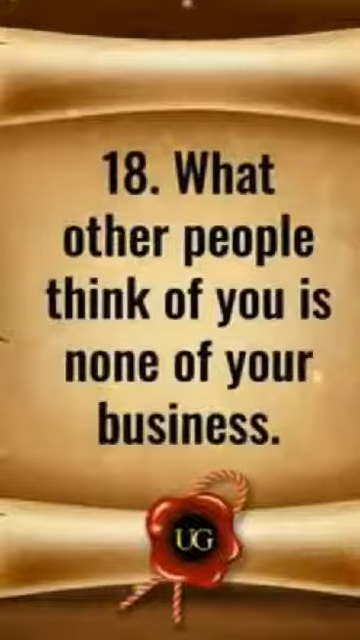 18. What
other people
think of you is
none of your
business.
UG